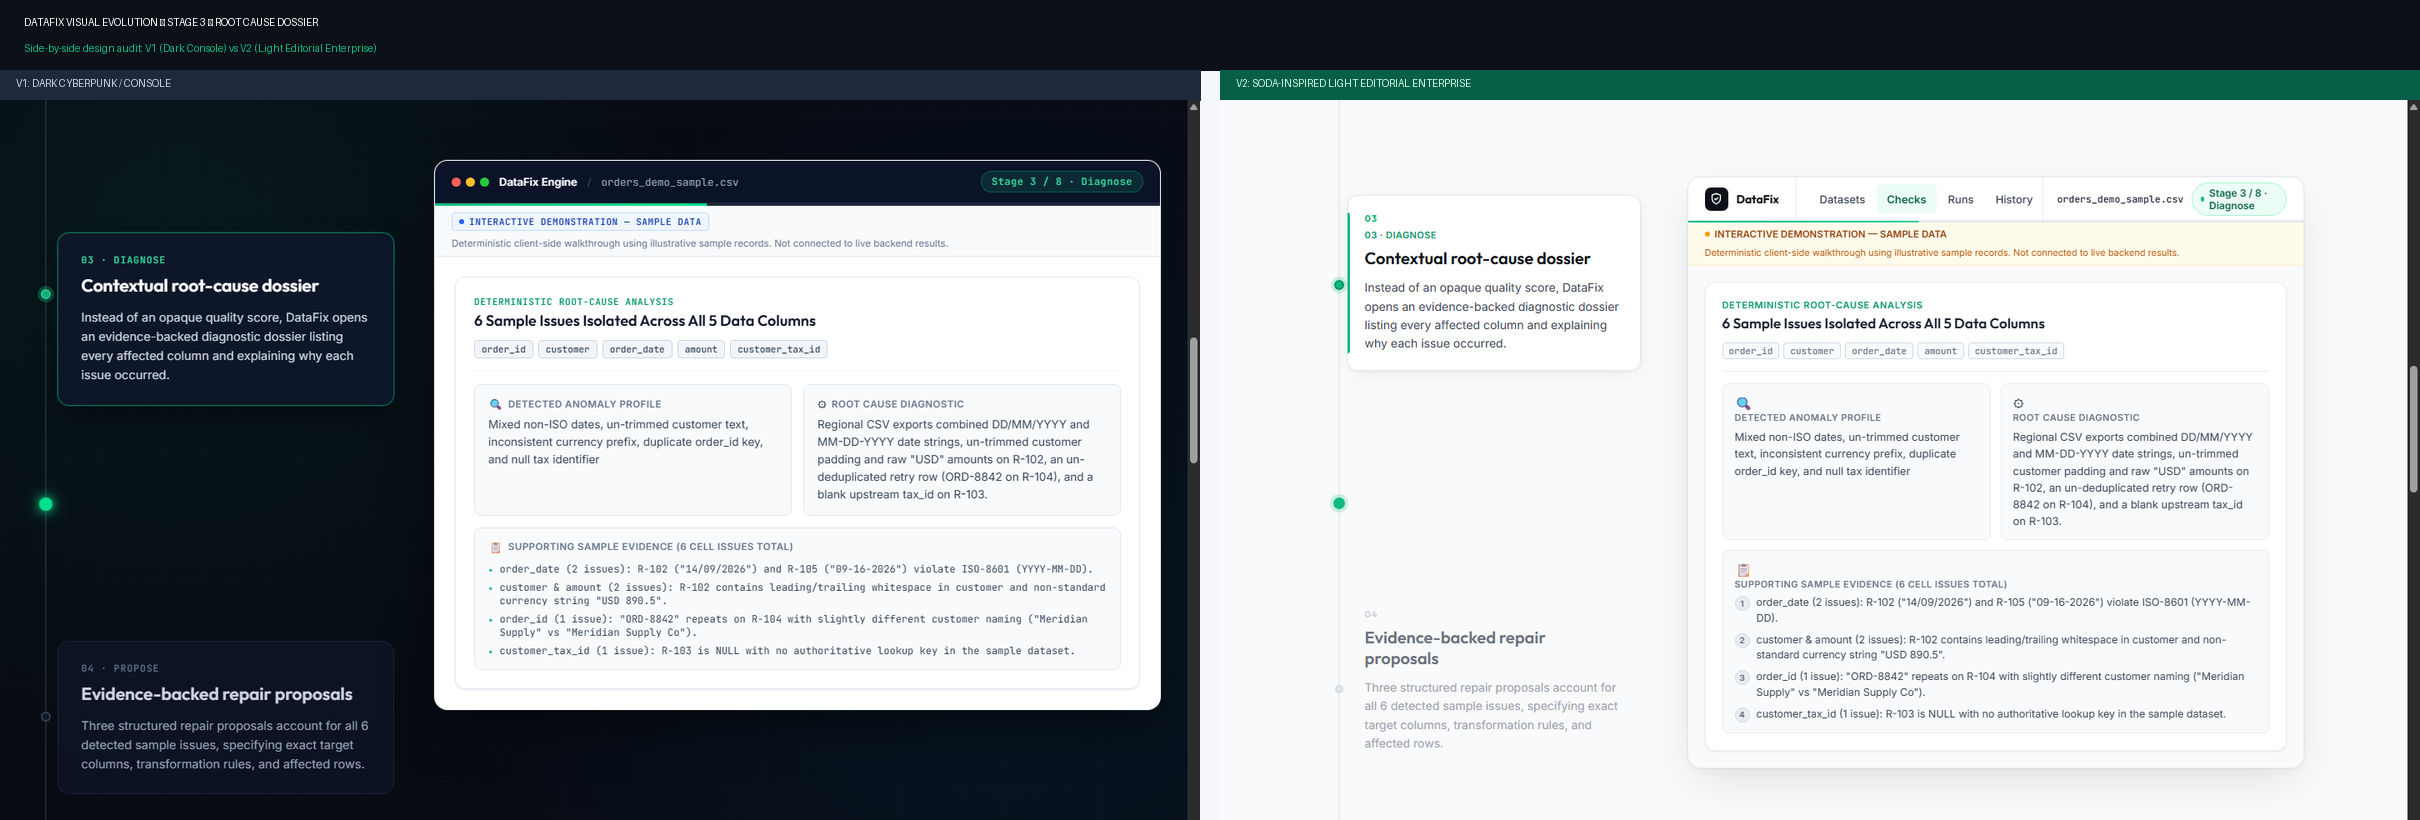 DATAFIX VISUAL EVOLUTION ▯ STAGE 3 ▯ ROOT CAUSE DOSSIER
Side-by-side design audit: V1 (Dark Console) vs V2 (Light Editorial Enterprise)
V1: DARK CYBERPUNK / CONSOLE
03 · DIAGNOSE
Contextual root-cause dossier
Instead of an opaque quality score, DataFix opens
an evidence-backed diagnostic dossier listing
every affected column and explaining why each
issue occurred.
04 · PROPOSE
Evidence-backed repair proposals
Three structured repair proposals account for all 6
detected sample issues, specifying exact target
columns, transformation rules, and affected rows.
DataFix Engine / orders_demo_sample.csv
Stage 3 / 8 · Diagnose
INTERACTIVE DEMONSTRATION — SAMPLE DATA
Deterministic client-side walkthrough using illustrative sample records. Not connected to live backend results.
DETERMINISTIC ROOT-CAUSE ANALYSIS
6 Sample Issues Isolated Across All 5 Data Columns
order_id customer order_date amount customer_tax_id
DETECTED ANOMALY PROFILE
Mixed non-ISO dates, un-trimmed customer text,
inconsistent currency prefix, duplicate order_id key,
and null tax identifier
ROOT CAUSE DIAGNOSTIC
Regional CSV exports combined DD/MM/YYYY and
MM-DD-YYYY date strings, un-trimmed customer
padding and raw "USD" amounts on R-102, an un-
deduplicated retry row (ORD-8842 on R-104), and a
blank upstream tax_id on R-103.
SUPPORTING SAMPLE EVIDENCE (6 CELL ISSUES TOTAL)
• order_date (2 issues): R-102 ("14/09/2026") and R-105 ("09-16-2026") violate ISO-8601 (YYYY-MM-DD).
• customer & amount (2 issues): R-102 contains leading/trailing whitespace in customer and non-standard
currency string "USD 890.5".
• order_id (1 issue): "ORD-8842" repeats on R-104 with slightly different customer naming ("Meridian
Supply" vs "Meridian Supply Co").
• customer_tax_id (1 issue): R-103 is NULL with no authoritative lookup key in the sample dataset.
V2: SODA-INSPIRED LIGHT EDITORIAL ENTERPRISE
03
03 · DIAGNOSE
Contextual root-cause dossier
Instead of an opaque quality score, DataFix
opens an evidence-backed diagnostic dossier
listing every affected column and explaining
why each issue occurred.
04
Evidence-backed repair
proposals
Three structured repair proposals account for
all 6 detected sample issues, specifying exact
target columns, transformation rules, and
affected rows.
DataFix
Datasets Checks Runs History
orders_demo_sample.csv
Stage 3 / 8 ·
Diagnose
INTERACTIVE DEMONSTRATION — SAMPLE DATA
Deterministic client-side walkthrough using illustrative sample records. Not connected to live backend results.
DETERMINISTIC ROOT-CAUSE ANALYSIS
6 Sample Issues Isolated Across All 5 Data Columns
order_id customer order_date amount customer_tax_id
DETECTED ANOMALY PROFILE
Mixed non-ISO dates, un-trimmed customer
text, inconsistent currency prefix, duplicate
order_id key, and null tax identifier
ROOT CAUSE DIAGNOSTIC
Regional CSV exports combined DD/MM/YYYY
and MM-DD-YYYY date strings, un-trimmed
customer padding and raw "USD" amounts on
R-102, an un-deduplicated retry row (ORD-
8842 on R-104), and a blank upstream tax_id
on R-103.
SUPPORTING SAMPLE EVIDENCE (6 CELL ISSUES TOTAL)
1 order_date (2 issues): R-102 ("14/09/2026") and R-105 ("09-16-2026") violate ISO-8601 (YYYY-MM-
DD).
2 customer & amount (2 issues): R-102 contains leading/trailing whitespace in customer and non-
standard currency string "USD 890.5".
3 order_id (1 issue): "ORD-8842" repeats on R-104 with slightly different customer naming ("Meridian
Supply" vs "Meridian Supply Co").
4 customer_tax_id (1 issue): R-103 is NULL with no authoritative lookup key in the sample dataset.